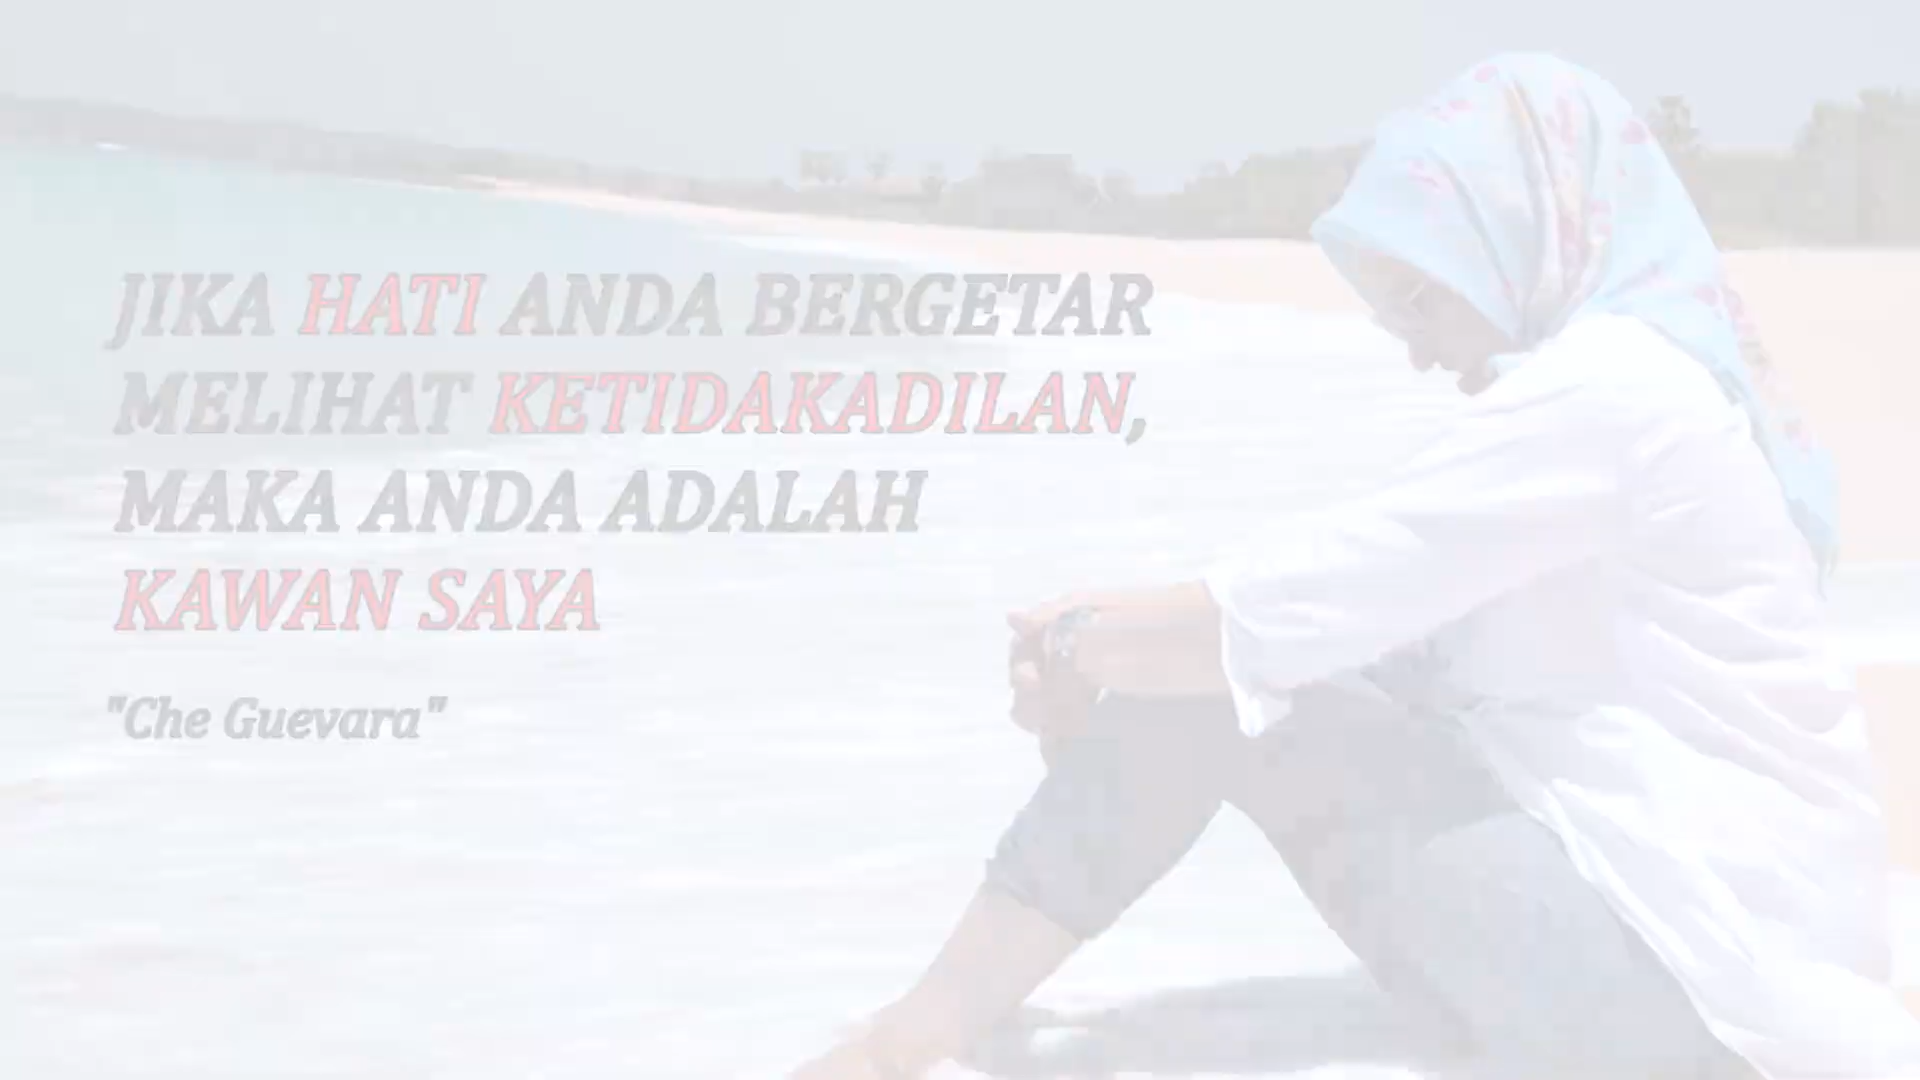 JIKA HATI ANDA BERGETAR
MELIHAT KETIDAKADILAN,
MAKA ANDA ADALAH
KAWAN SAYA
"Che Guevara"